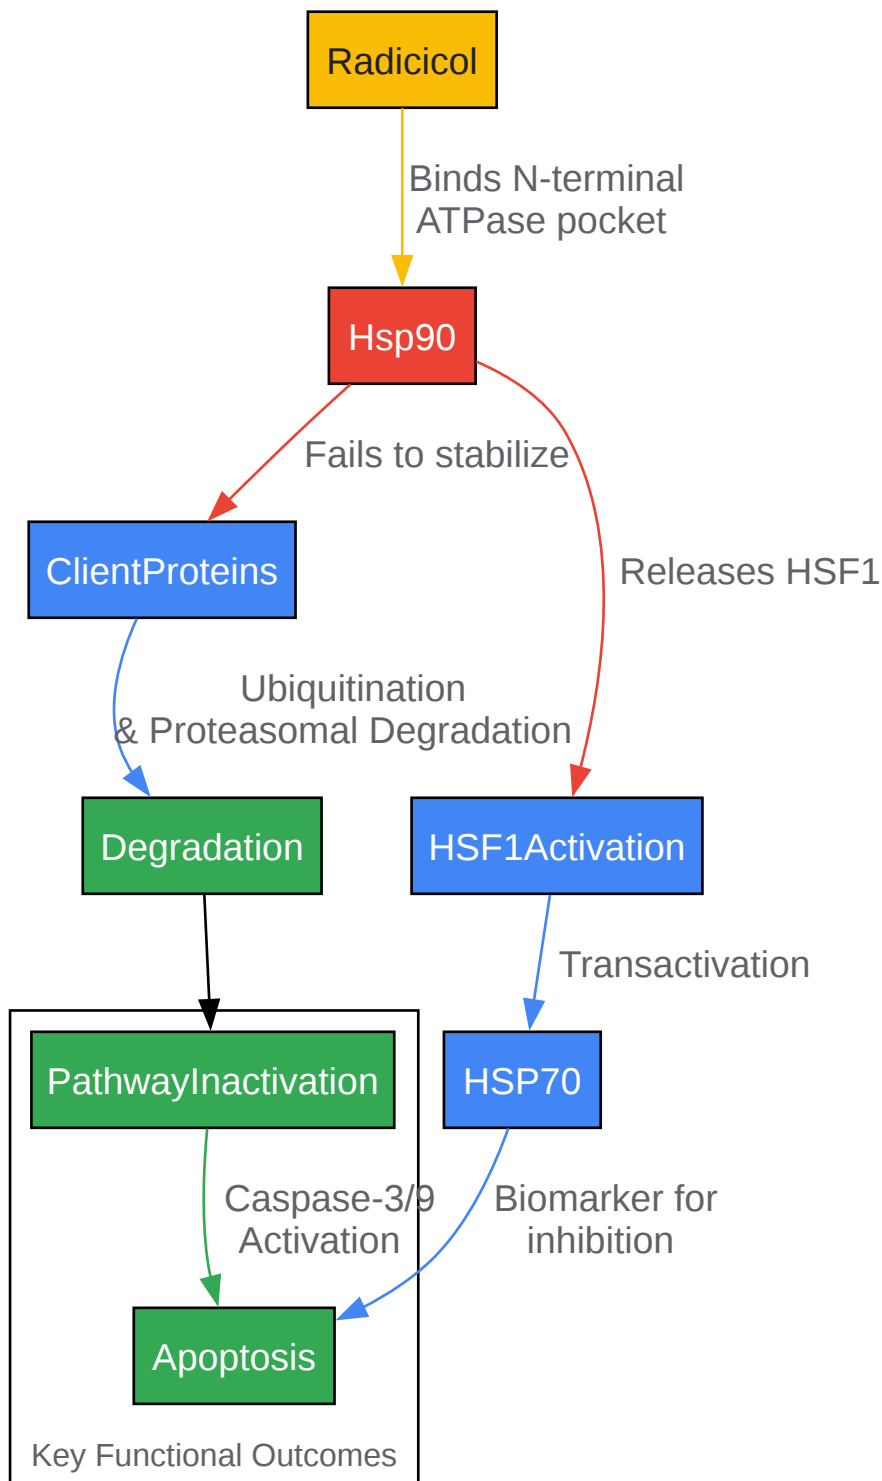 Radicicol
Binds N-terminal
ATPase pocket
Hsp90
Fails to stabilize
ClientProteins
Releases HSF1
Ubiquitination
& Proteasomal Degradation
Degradation
HSF1Activation
Transactivation
PathwayInactivation
HSP70
Caspase-3/9
Activation
Biomarker for
inhibition
Apoptosis
Key Functional Outcomes